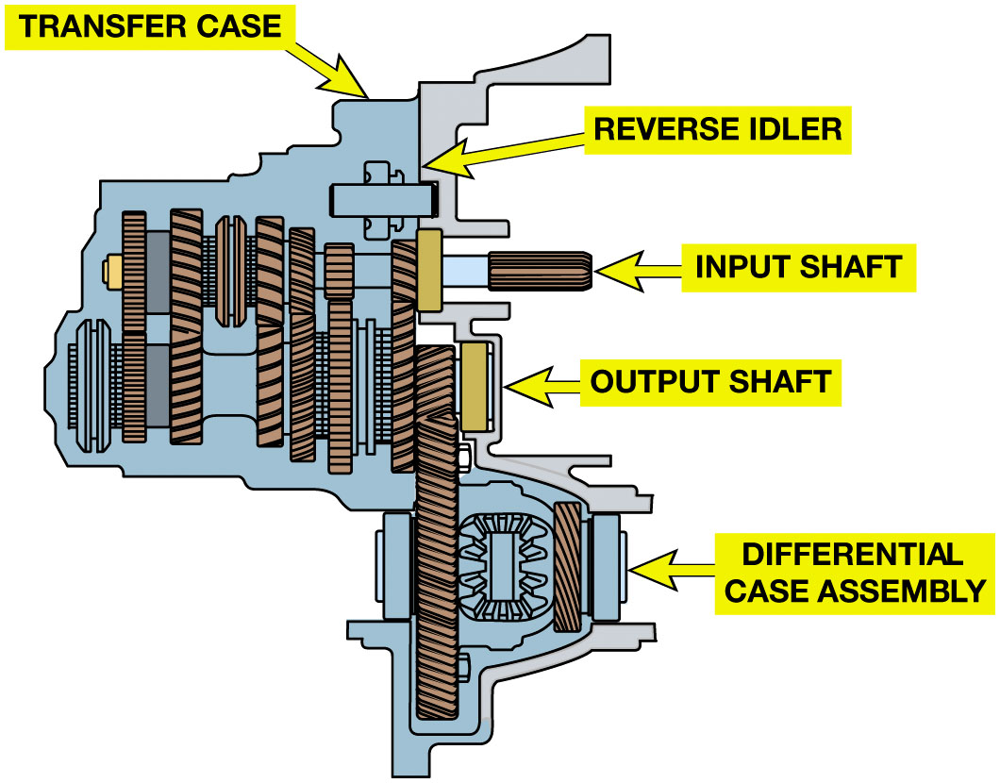 TRANSFER CASE
REVERSE IDLER
INPUT SHAFT
OUTPUT SHAFT
DIFFERENTIAL
CASE ASSEMBLY